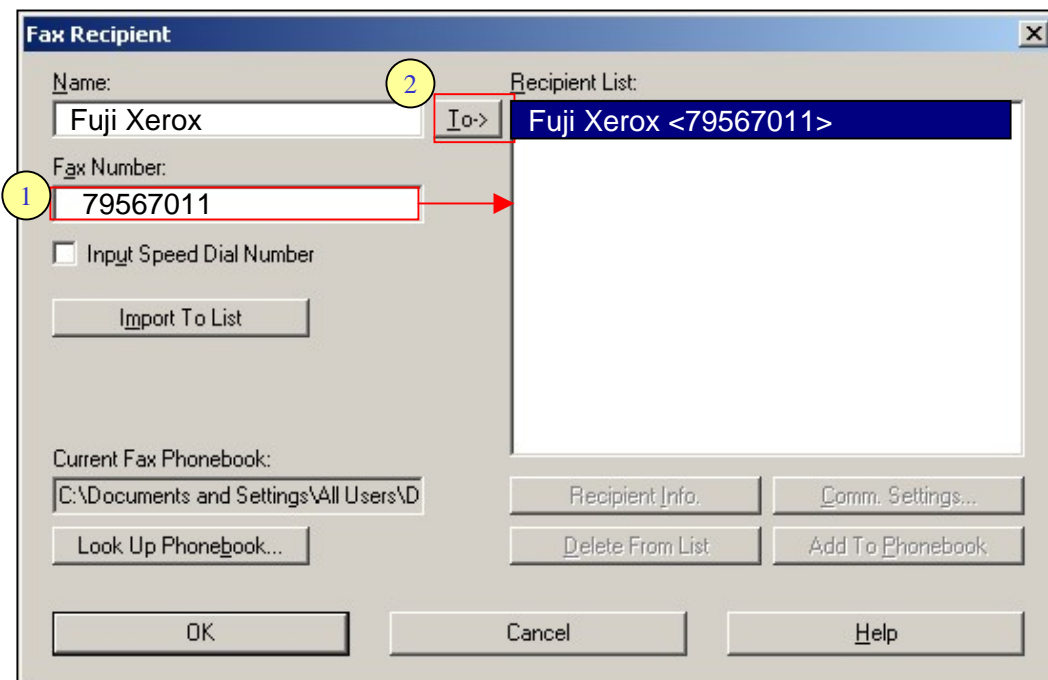 Fax Recipient
Name:
2
Recipient List:
Fuji Xerox
To->
Fuji Xerox <79567011>
Fax Number:
1
79567011
Input Speed Dial Number
Import To List
Current Fax Phonebook:
C:\Documents and Settings\All Users\D
Recipient Info.
Comm. Settings...
Look Up Phonebook...
Delete From List
Add To Phonebook
OK
Cancel
Help